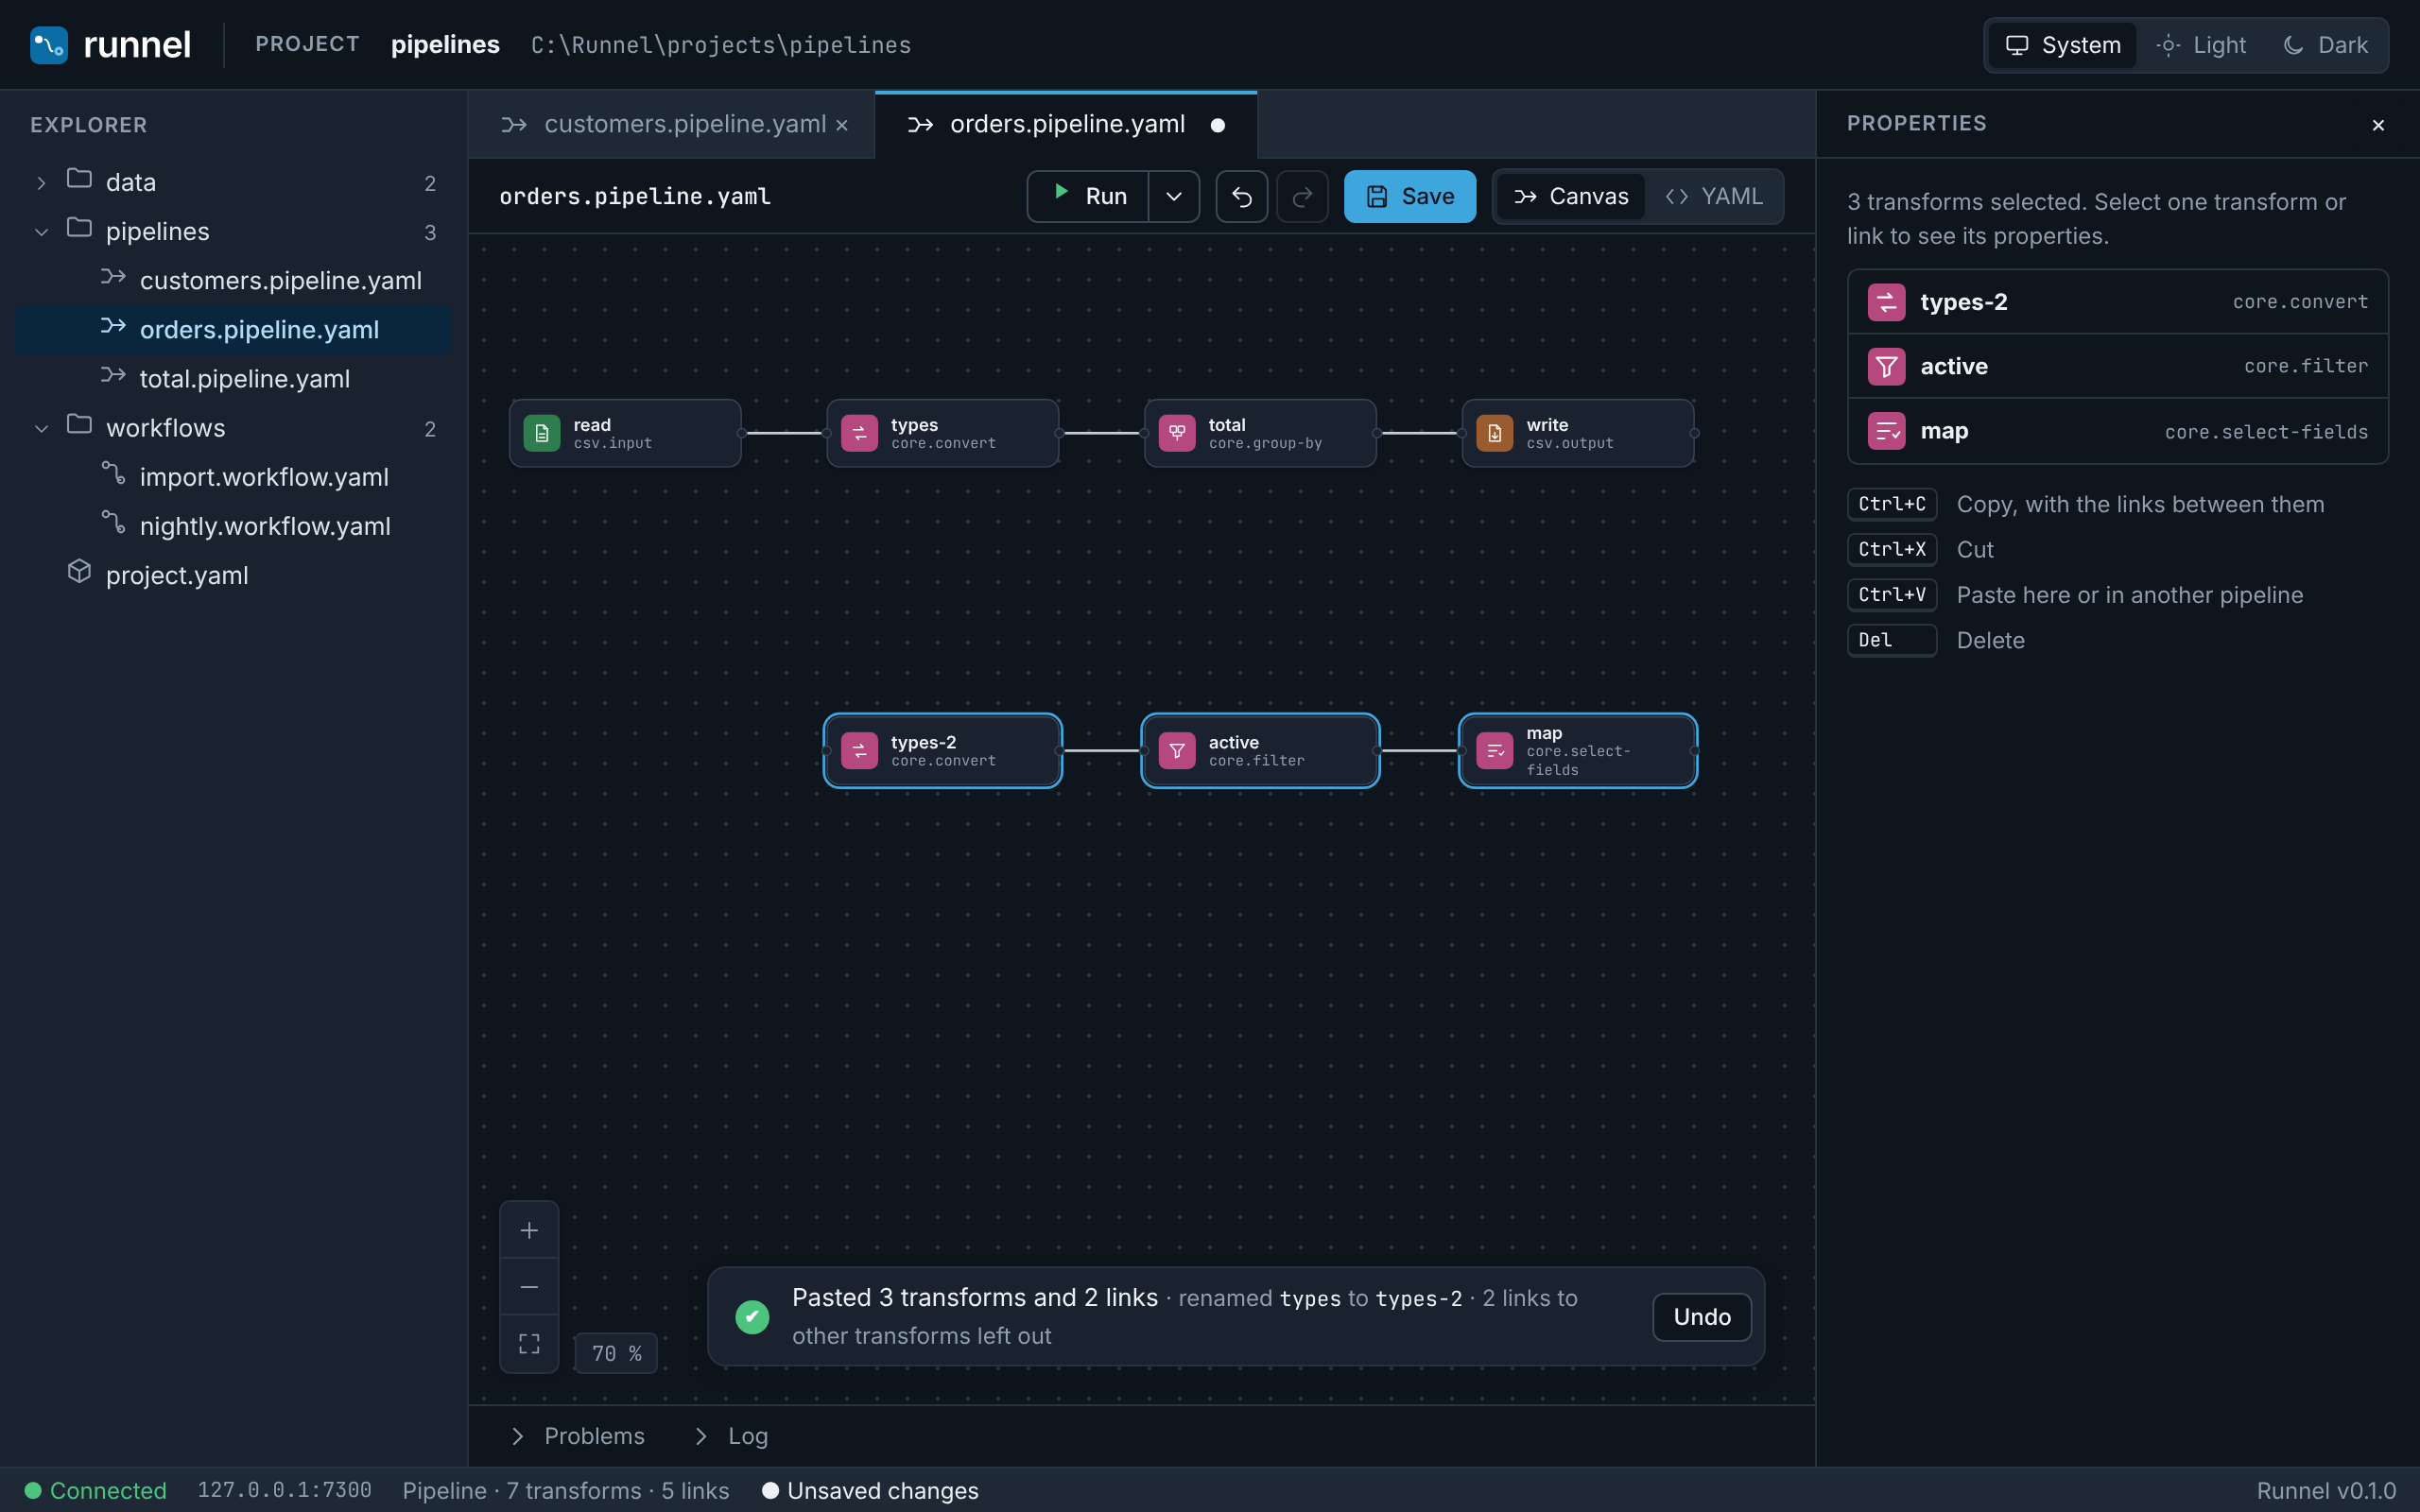 runnel PROJECT pipelines C:\Runnel\projects\pipelines System Light Dark
EXPLORER
data 2
pipelines 3
customers.pipeline.yaml
orders.pipeline.yaml
total.pipeline.yaml
workflows 2
import.workflow.yaml
nightly.workflow.yaml
project.yaml
customers.pipeline.yaml × orders.pipeline.yaml
orders.pipeline.yaml Run Save Canvas YAML
read
csv.input
types
core.convert
total
core.group-by
write
csv.output
types-2
core.convert
active
core.filter
map
core.select-
fields
70 %
Pasted 3 transforms and 2 links · renamed types to types-2 · 2 links to
other transforms left out
Undo
Problems Log
PROPERTIES ×
3 transforms selected. Select one transform or
link to see its properties.
types-2 core.convert
active core.filter
map core.select-fields
Ctrl+C Copy, with the links between them
Ctrl+X Cut
Ctrl+V Paste here or in another pipeline
Del Delete
Connected 127.0.0.1:7300 Pipeline · 7 transforms · 5 links Unsaved changes Runnel v0.1.0